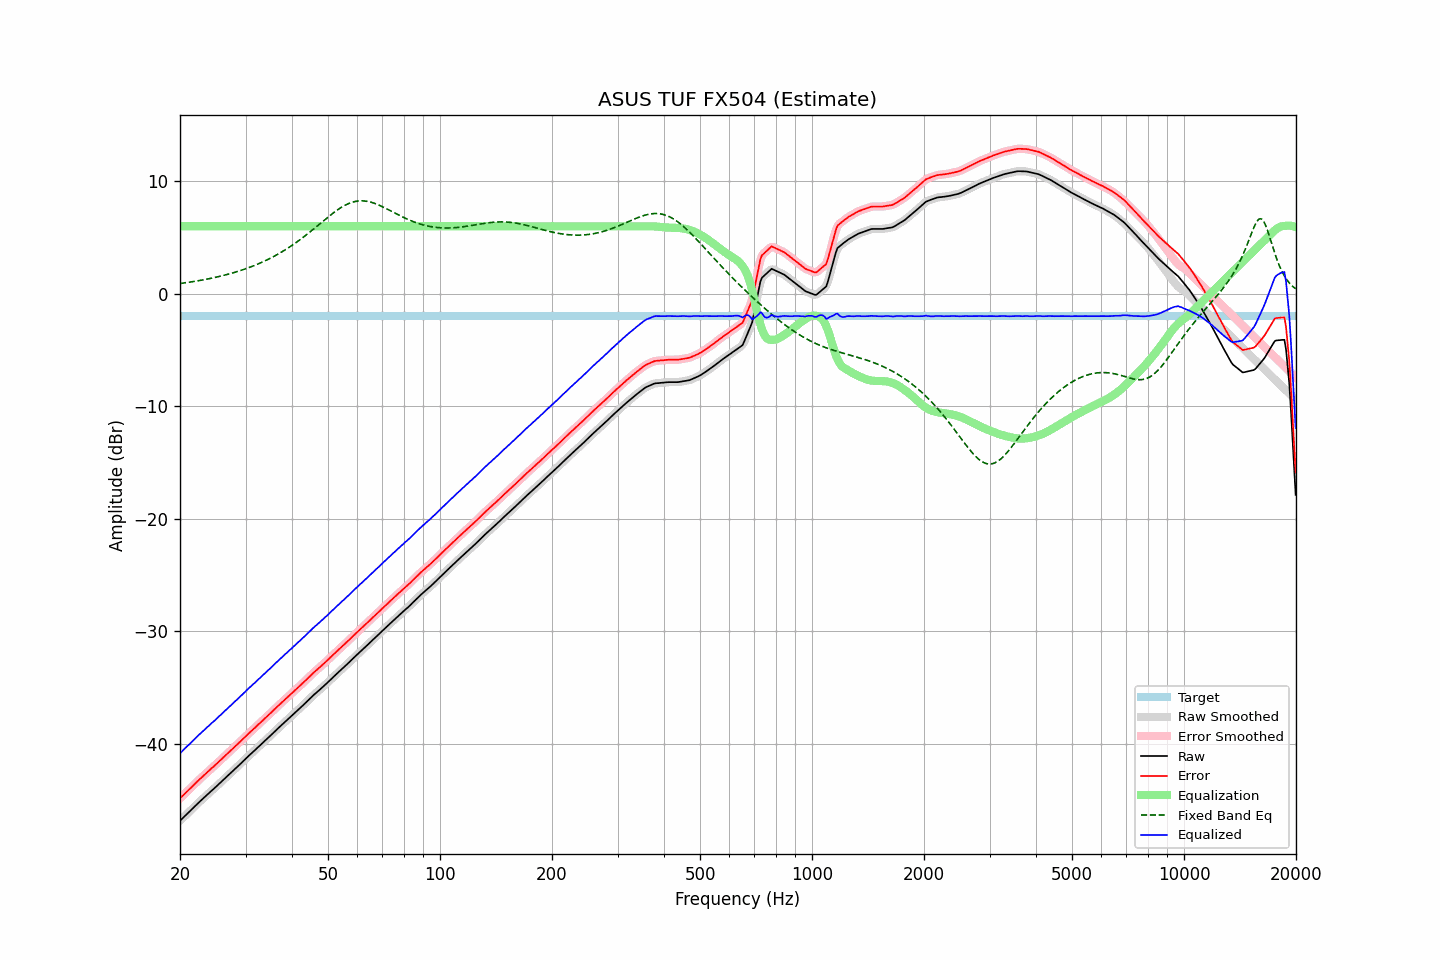 ASUS TUF FX504 (Estimate)
Amplitude (dBr)
10
0
−10
−20
−30
−40
20
50
100
200
500
1000
2000
5000
10000
20000
Frequency (Hz)
Target
Raw Smoothed
Error Smoothed
Raw
Error
Equalization
Fixed Band Eq
Equalized